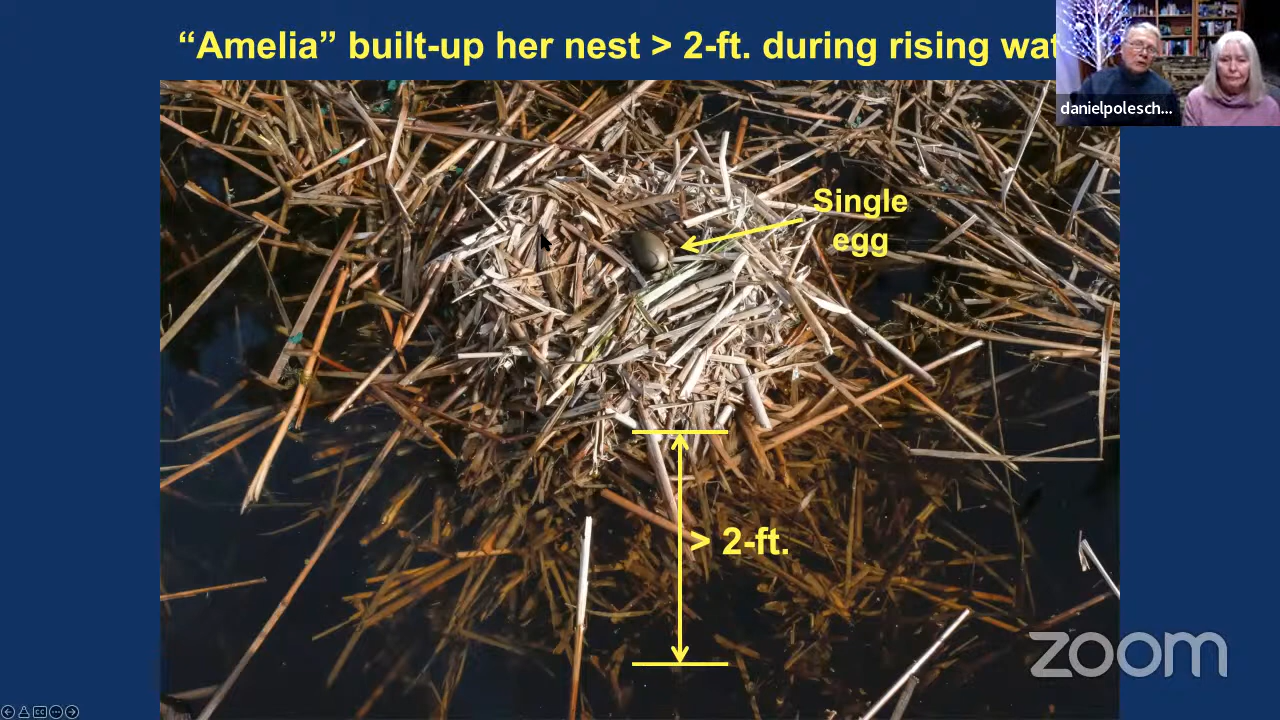 “Amelia” built-up her nest > 2-ft. during rising wat
danielpolesch...
Single
egg
> 2-ft.
zoom